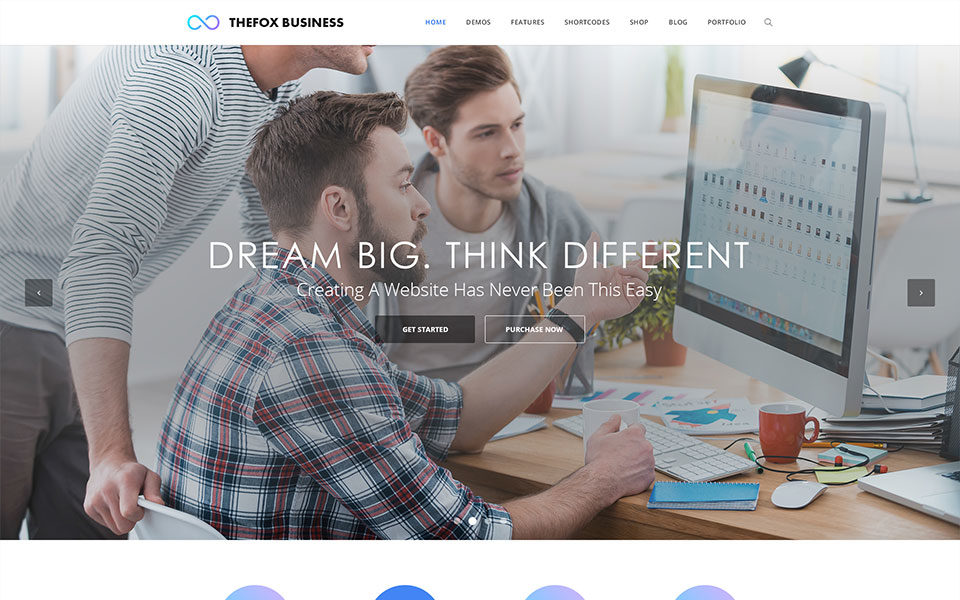 THEFOX BUSINESS
HOME DEMOS FEATURES SHORTCODES SHOP BLOG PORTFOLIO
DREAM BIG. THINK DIFFERENT
Creating A Website Has Never Been This Easy
GET STARTED PURCHASE NOW
idea